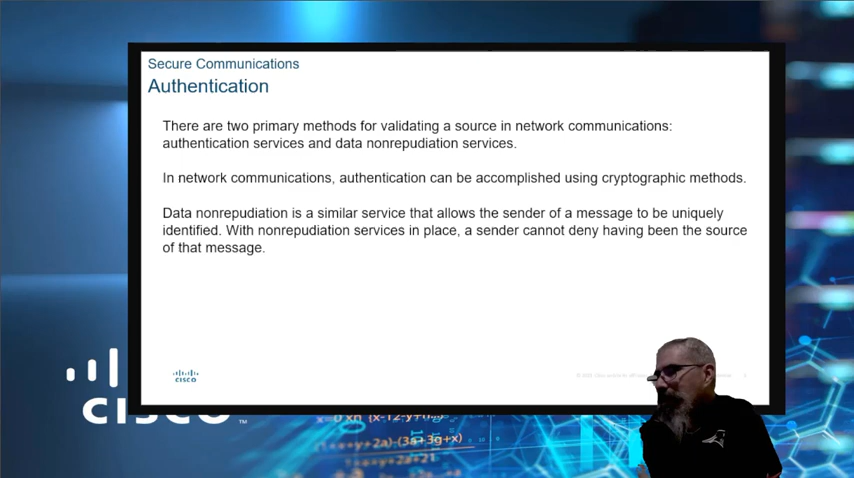 Secure Communications
Authentication
There are two primary methods for validating a source in network communications:
authentication services and data nonrepudiation services.
In network communications, authentication can be accomplished using cryptographic methods.
Data nonrepudiation is a similar service that allows the sender of a message to be uniquely
identified. With nonrepudiation services in place, a sender cannot deny having been the source
of that message.
CISCO
CISCO